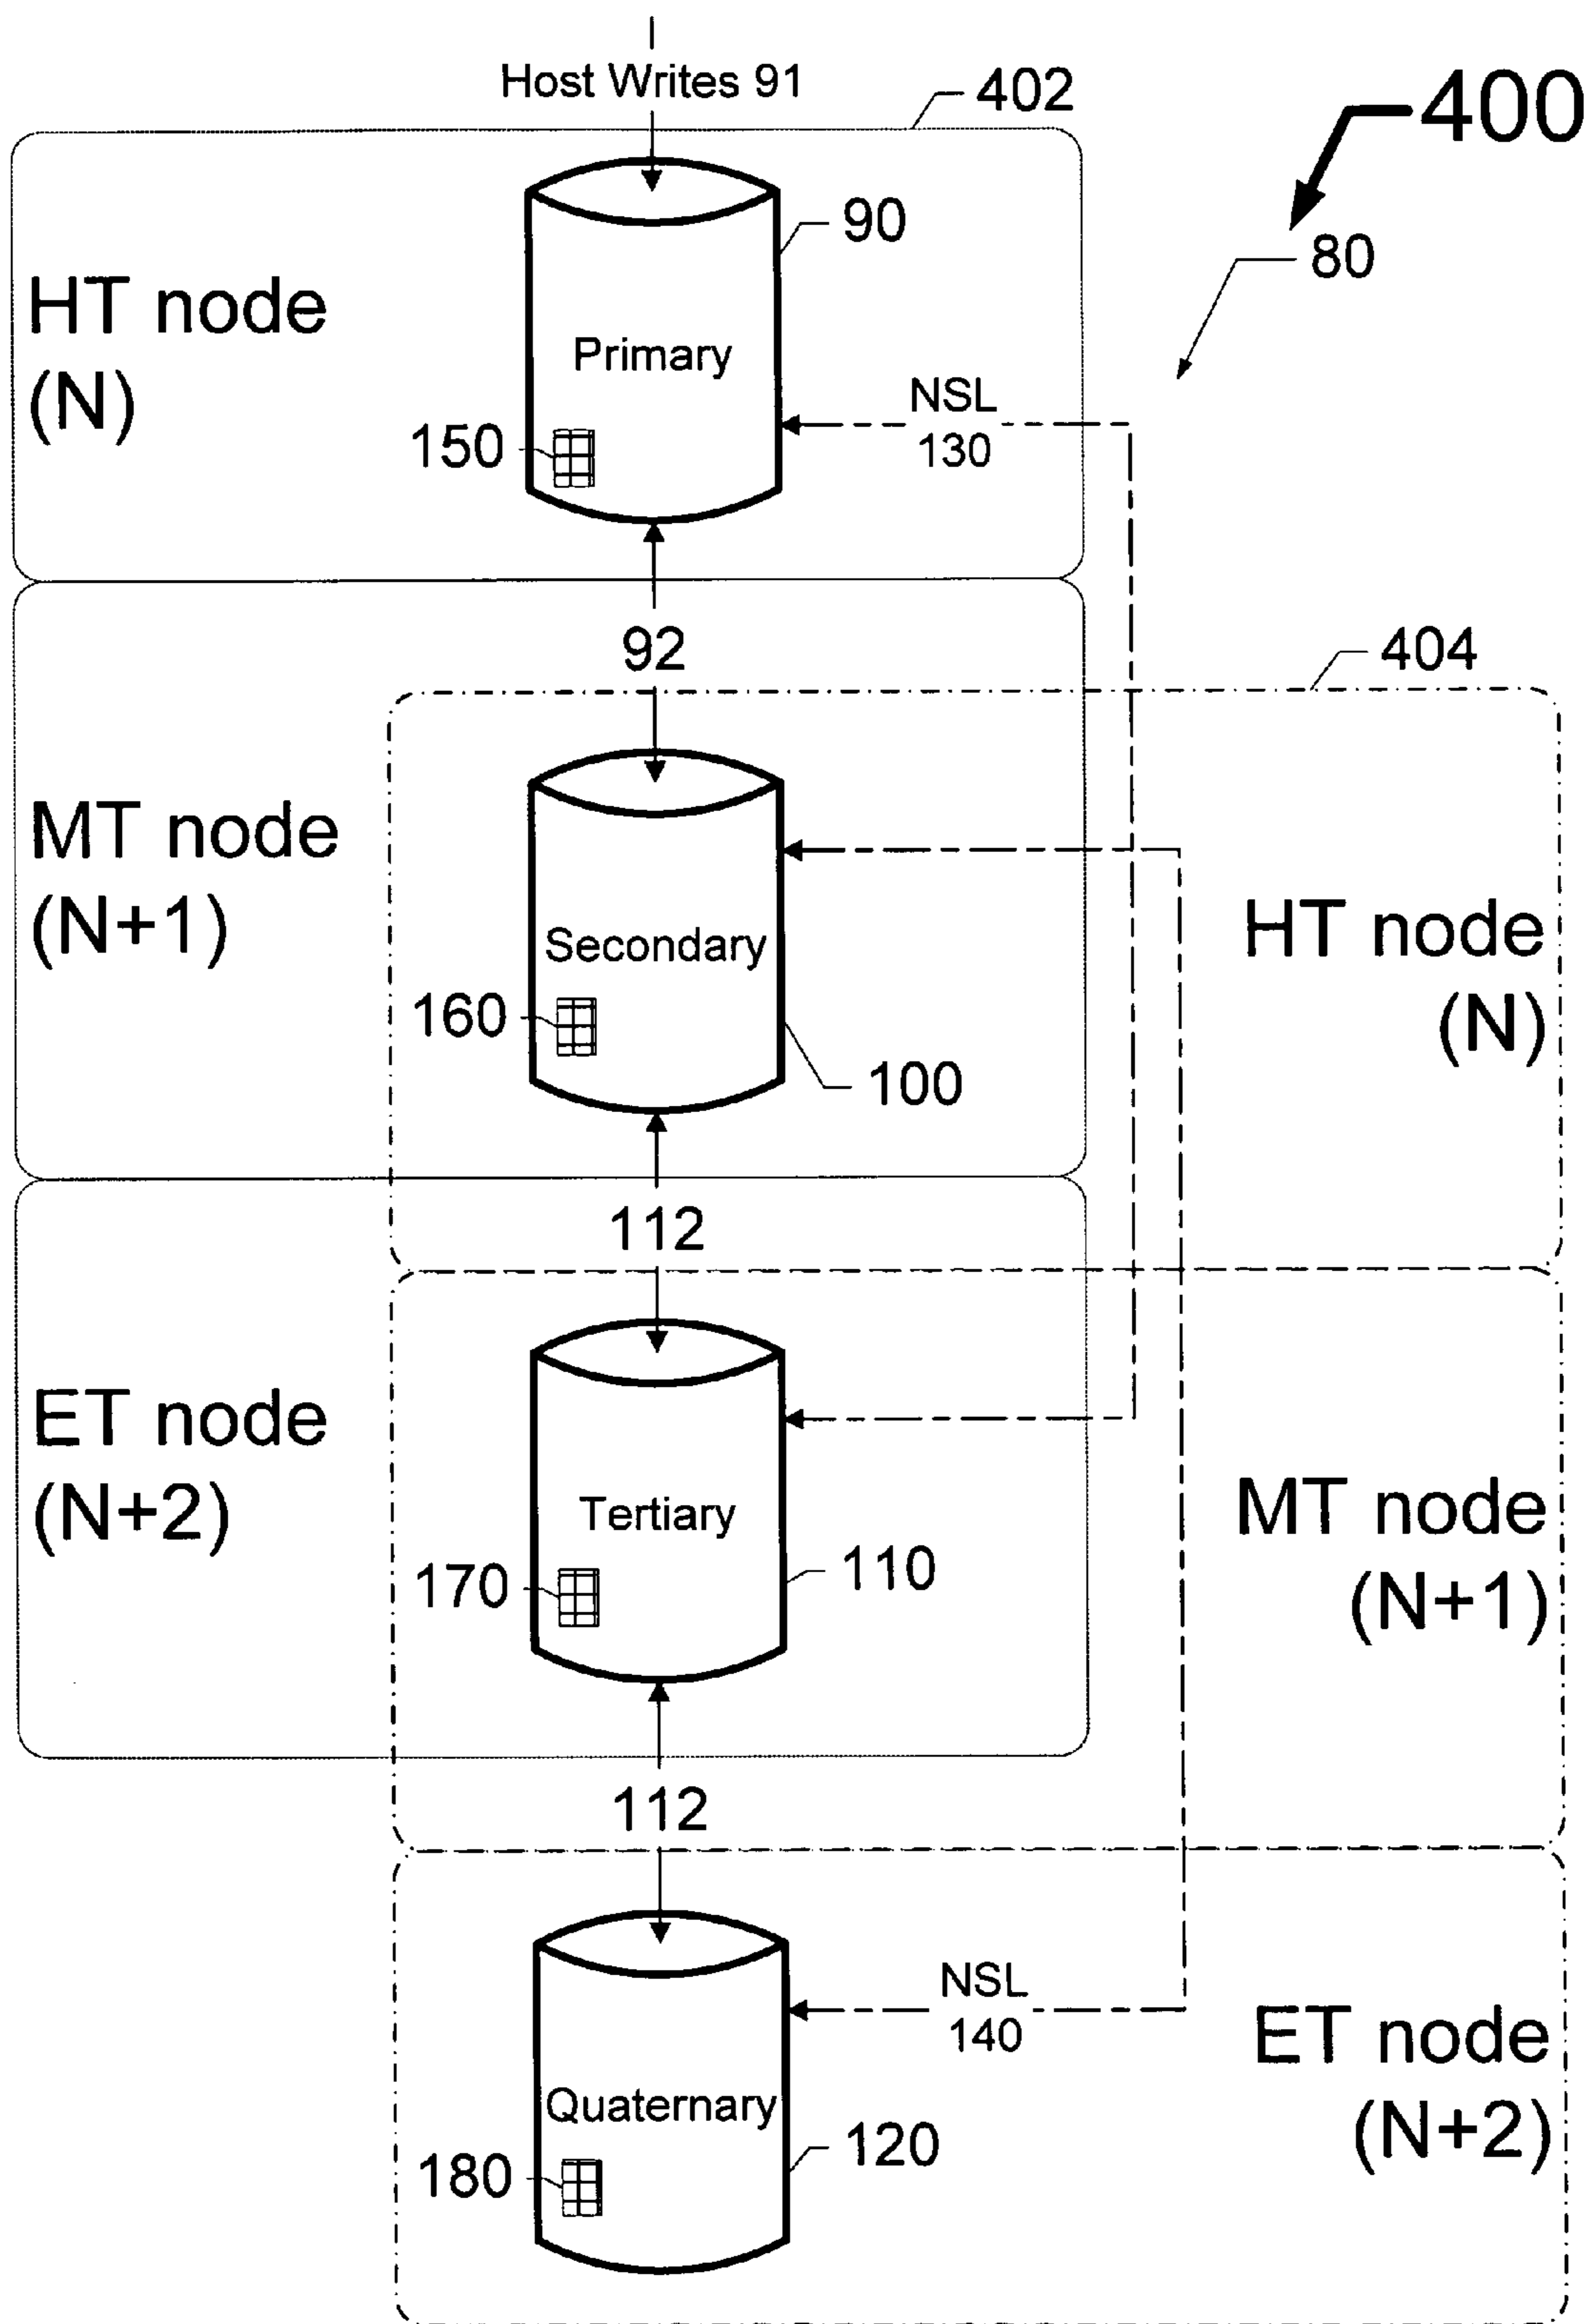 Host Writes 91
402
400
80
90
HT node
(N)
Primary
NSL
130
150
92
404
MT node
(N+1)
Secondary
HT node
(N)
160
100
112
ET node
(N+2)
Tertiary
MT node
(N+1)
170
110
112
NSL
140
ET node
(N+2)
Quaternary
120
180